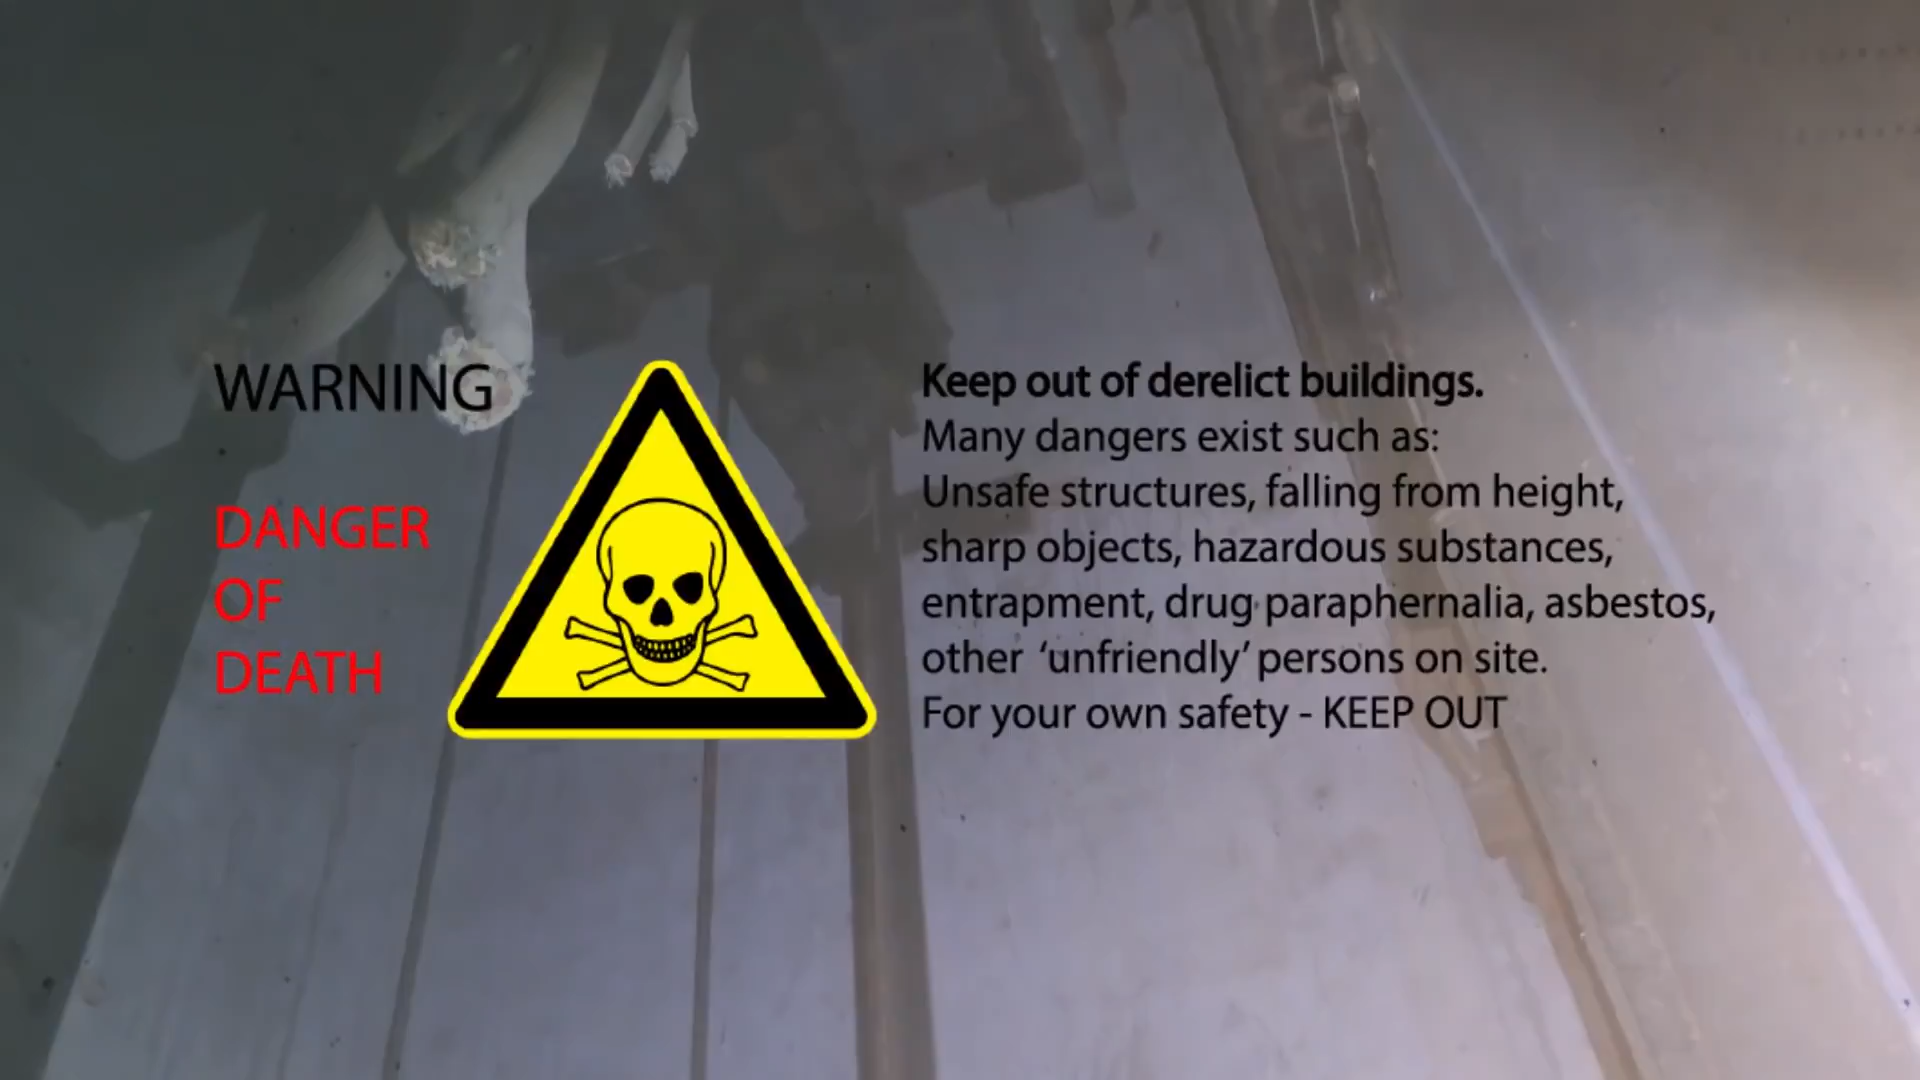 WARNING
DANGER
OF
DEATH
Keep out of derelict buildings.
Many dangers exist such as:
Unsafe structures, falling from height,
sharp objects, hazardous substances,
entrapment, drug paraphernalia, asbestos,
other ‘unfriendly’ persons on site.
For your own safety - KEEP OUT